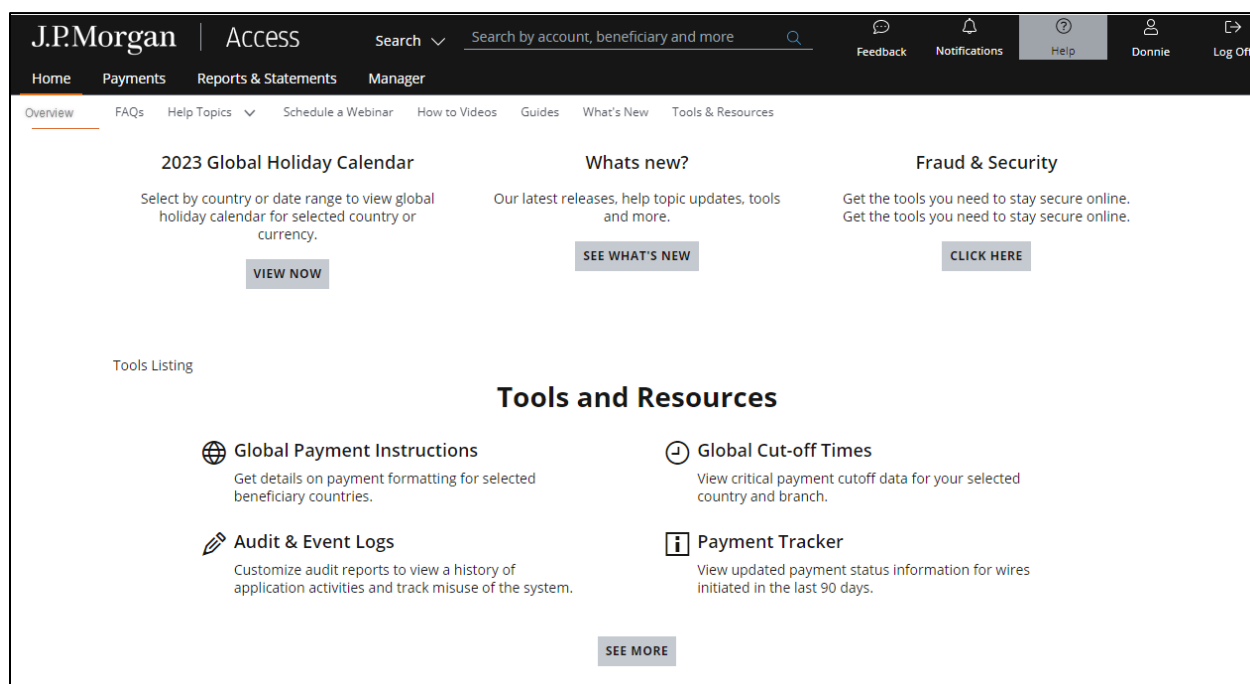 J.P.Morgan | Access Search Search by account, beneficiary and more Feedback Notifications Help Donnie Log Off
Home Payments Reports & Statements Manager
Overview FAQs Help Topics Schedule a Webinar How to Videos Guides What's New Tools & Resources
2023 Global Holiday Calendar
Select by country or date range to view global
holiday calendar for selected country or
currency.
VIEW NOW
Whats new?
Our latest releases, help topic updates, tools
and more.
SEE WHAT'S NEW
Fraud & Security
Get the tools you need to stay secure online.
Get the tools you need to stay secure online.
CLICK HERE
Tools Listing
Tools and Resources
Global Payment Instructions
Get details on payment formatting for selected
beneficiary countries.
Global Cut-off Times
View critical payment cutoff data for your selected
country and branch.
Audit & Event Logs
Customize audit reports to view a history of
application activities and track misuse of the system.
Payment Tracker
View updated payment status information for wires
initiated in the last 90 days.
SEE MORE